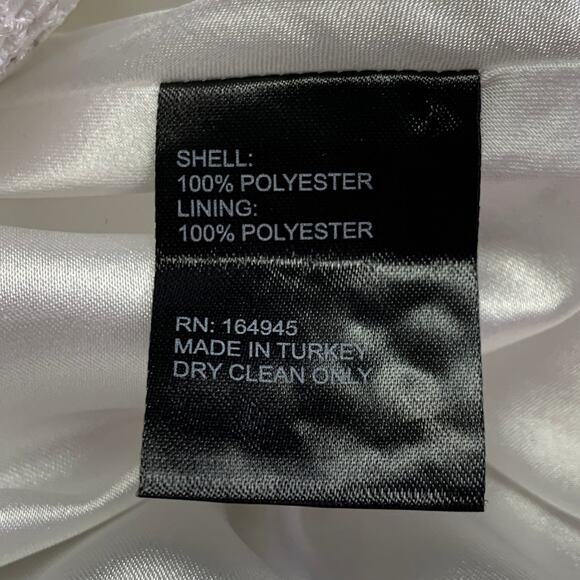 SHELL:
100% POLYESTER
LINING:
100% POLYESTER
RN: 164945
MADE IN TURKEY
DRY CLEAN ONLY